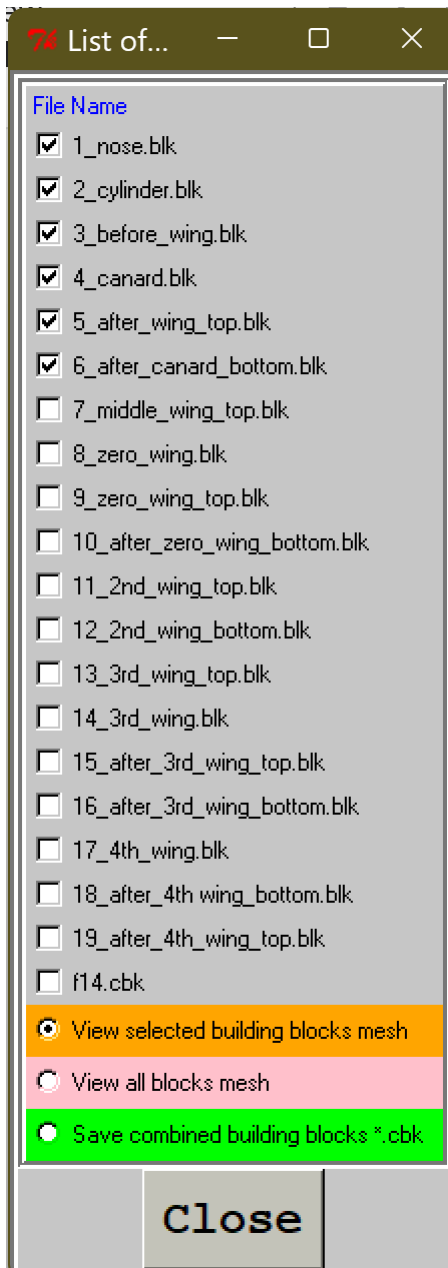 List of...
File Name
1_nose.blk
2_cylinder.blk
3_before_wing.blk
4_canard.blk
5_after_wing_top.blk
6_after_canard_bottom.blk
7_middle_wing_top.blk
8_zero_wing.blk
9_zero_wing_top.blk
10_after_zero_wing_bottom.blk
11_2nd_wing_top.blk
12_2nd_wing_bottom.blk
13_3rd_wing_top.blk
14_3rd_wing.blk
15_after_3rd_wing_top.blk
16_after_3rd_wing_bottom.blk
17_4th_wing.blk
18_after_4th wing_bottom.blk
19_after_4th_wing_top.blk
f14.cbk
View selected building blocks mesh
View all blocks mesh
Save combined building blocks *.cbk
Close